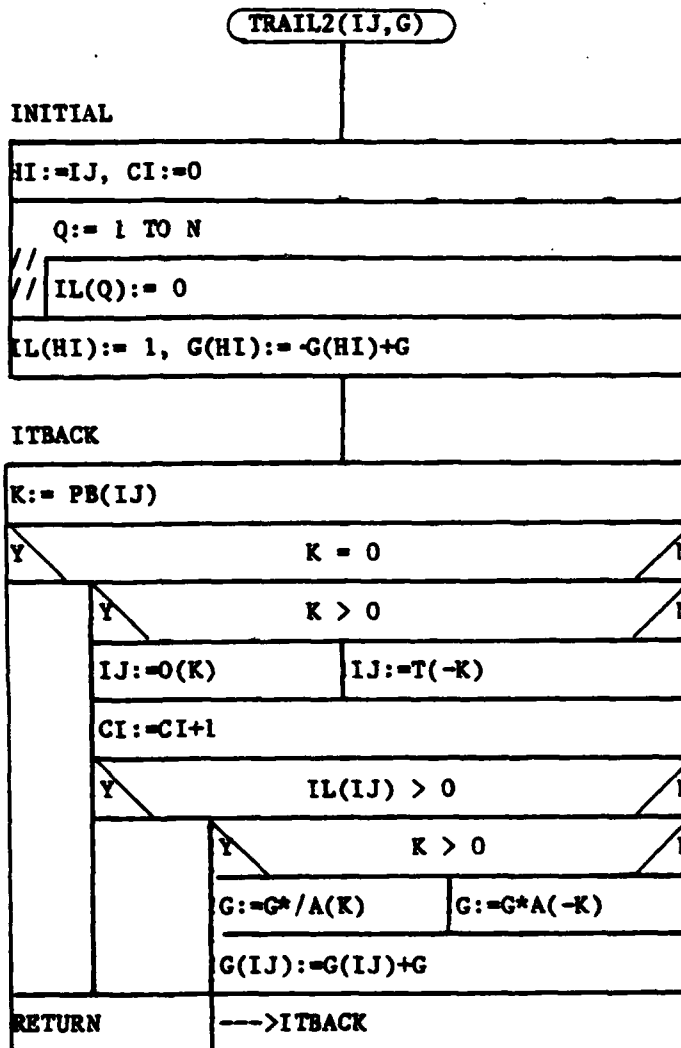 TRAIL2(IJ,G)
INITIAL
HI:=IJ, CI:=0
Q:= 1 TO N
//
// IL(Q):= 0
IL(HI):= 1, G(HI):= -G(HI)+G
ITBACK
K:= PB(IJ)
Y K = 0
Y K > 0
IJ:=O(K) IJ:=T(-K)
CI:=CI+1
Y IL(IJ) > 0
Y K > 0
G:=G*/A(K) G:=G*A(-K)
G(IJ):=G(IJ)+G
RETURN --->ITBACK